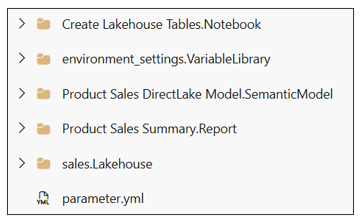 Create Lakehouse Tables.Notebook
environment_settings.VariableLibrary
Product Sales DirectLake Model.SemanticModel
Product Sales Summary.Report
sales.Lakehouse
YML parameter.yml